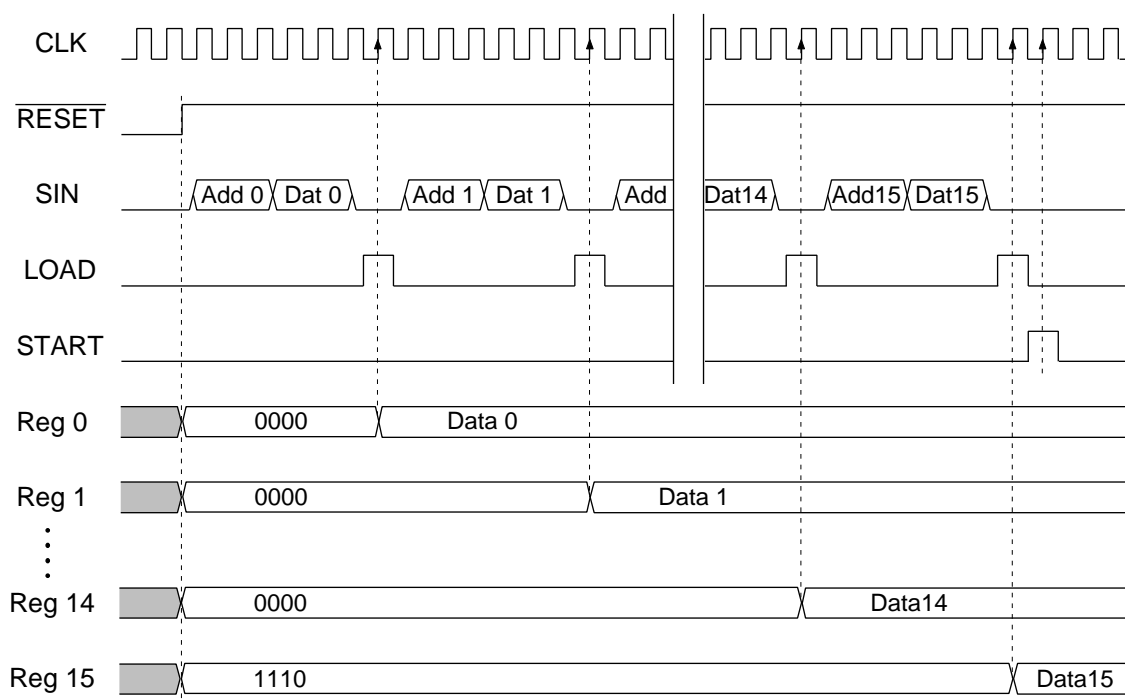 CLK
RESET
SIN Add 0 Dat 0 Add 1 Dat 1 Add Dat14 Add15 Dat15
LOAD
START
Reg 0 0000 Data 0
Reg 1 0000 Data 1
Reg 14 0000 Data14
Reg 15 1110 Data15